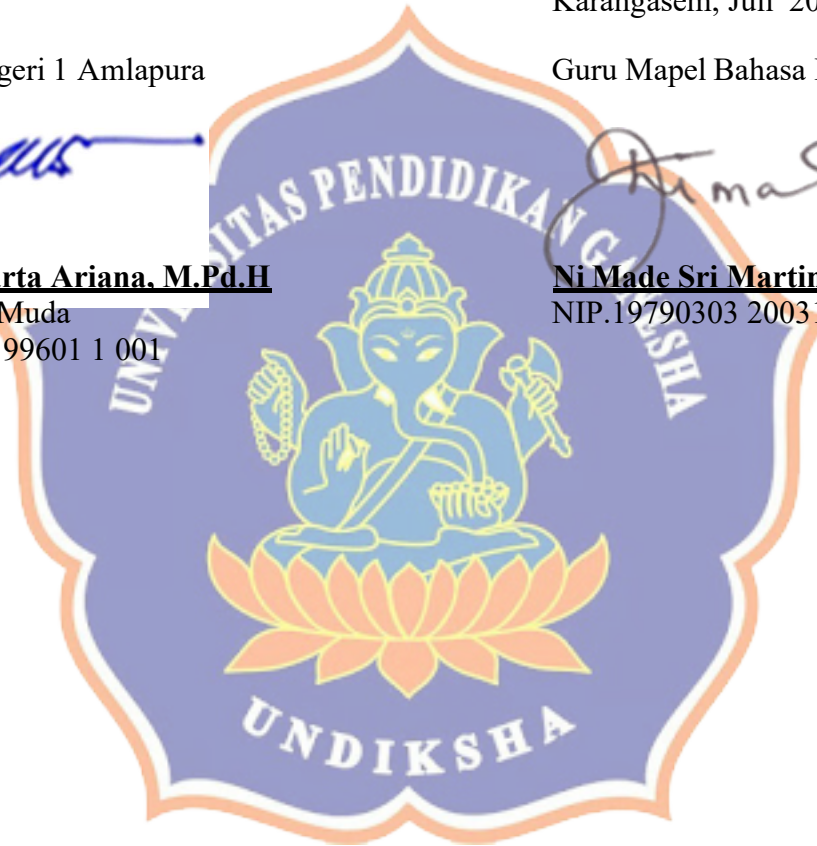 Karangasem, Juli 20
geri 1 Amlapura
Guru Mapel Bahasa
rta Ariana, M.Pd.H
Ni Made Sri Martin
Muda
NIP.19790303 20031
99601 1 001
UNIVERSITAS PENDIDIKAN GANESHA
UNDIKSHA